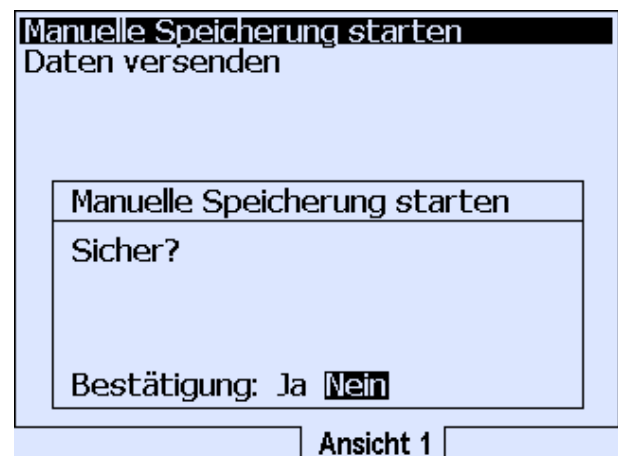 Manuelle Speicherung starten
Daten versenden
Manuelle Speicherung starten
Sicher?
Bestätigung: Ja Nein
Ansicht 1